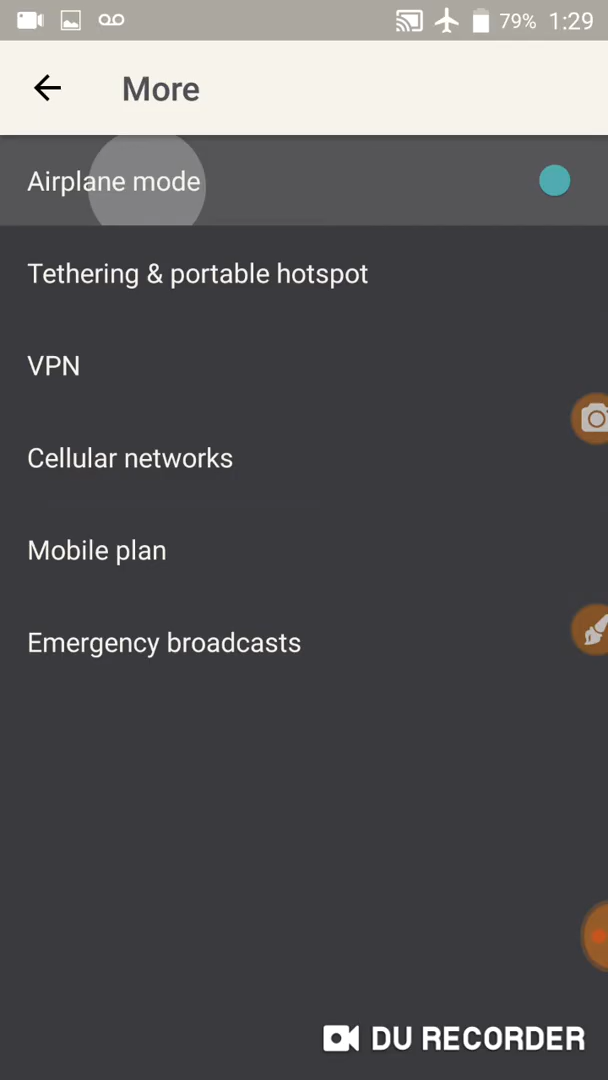 79% 1:29
More
Airplane mode
Tethering & portable hotspot
VPN
Cellular networks
Mobile plan
Emergency broadcasts
DU RECORDER